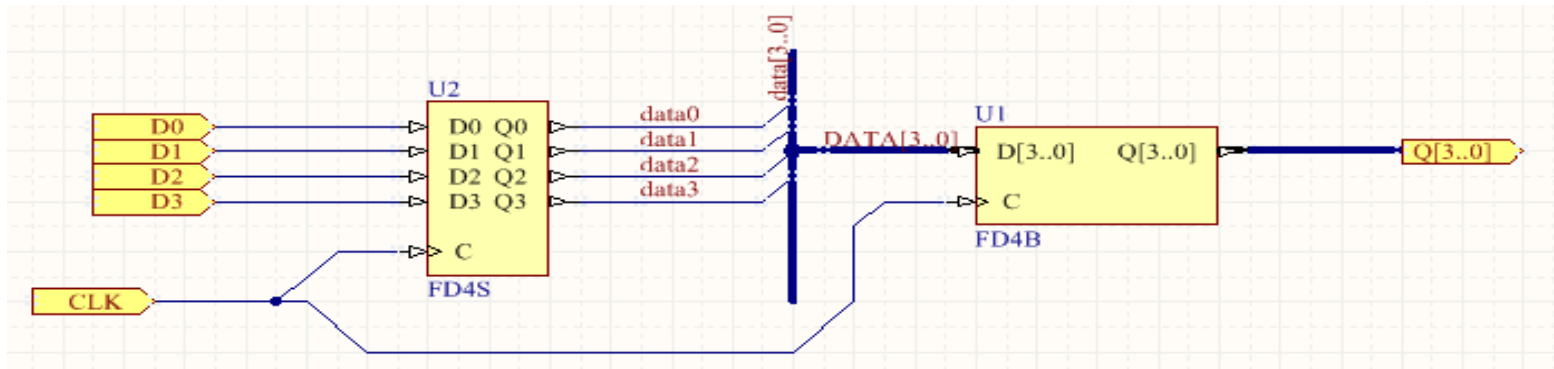 data[3..0]
U2
D0
D1
D2
D3
D0 Q0
D1 Q1
D2 Q2
D3 Q3
C
FD4S
CLK
data0
data1
data2
data3
DATA[3..0]
U1
D[3..0] Q[3..0]
C
FD4B
Q[3..0]